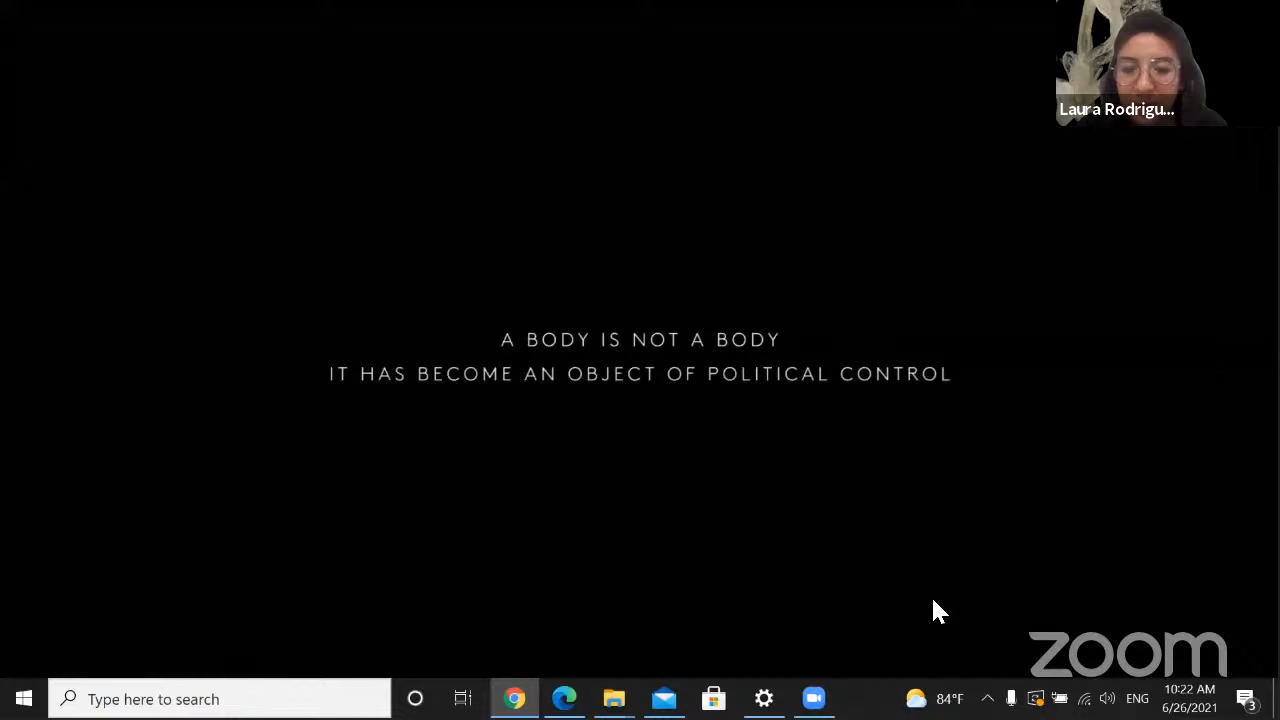 Laura Rodrigu...
A BODY IS NOT A BODY
IT HAS BECOME AN OBJECT OF POLITICAL CONTROL
zoom
Type here to search
84°F
ENG
10:22 AM
6/26/2021
3